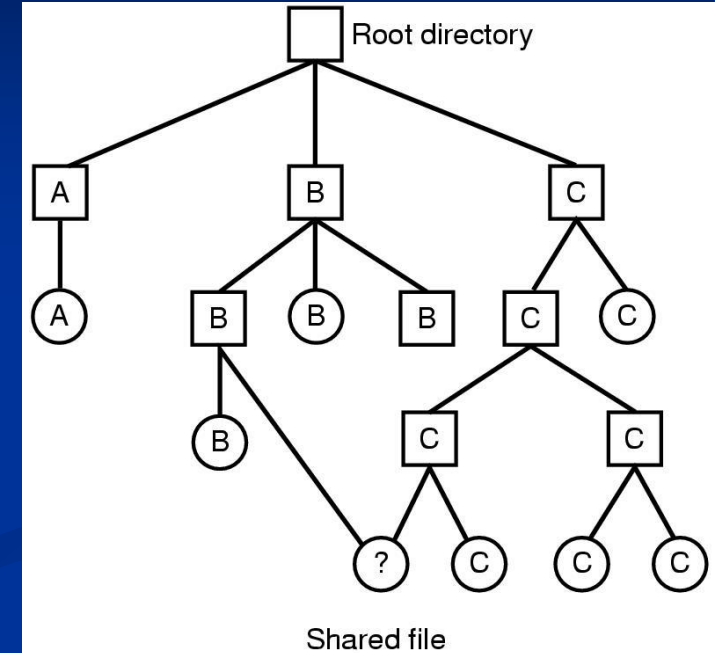 Root directory
A B C
A B B B C C
B C C
? C C C
Shared file